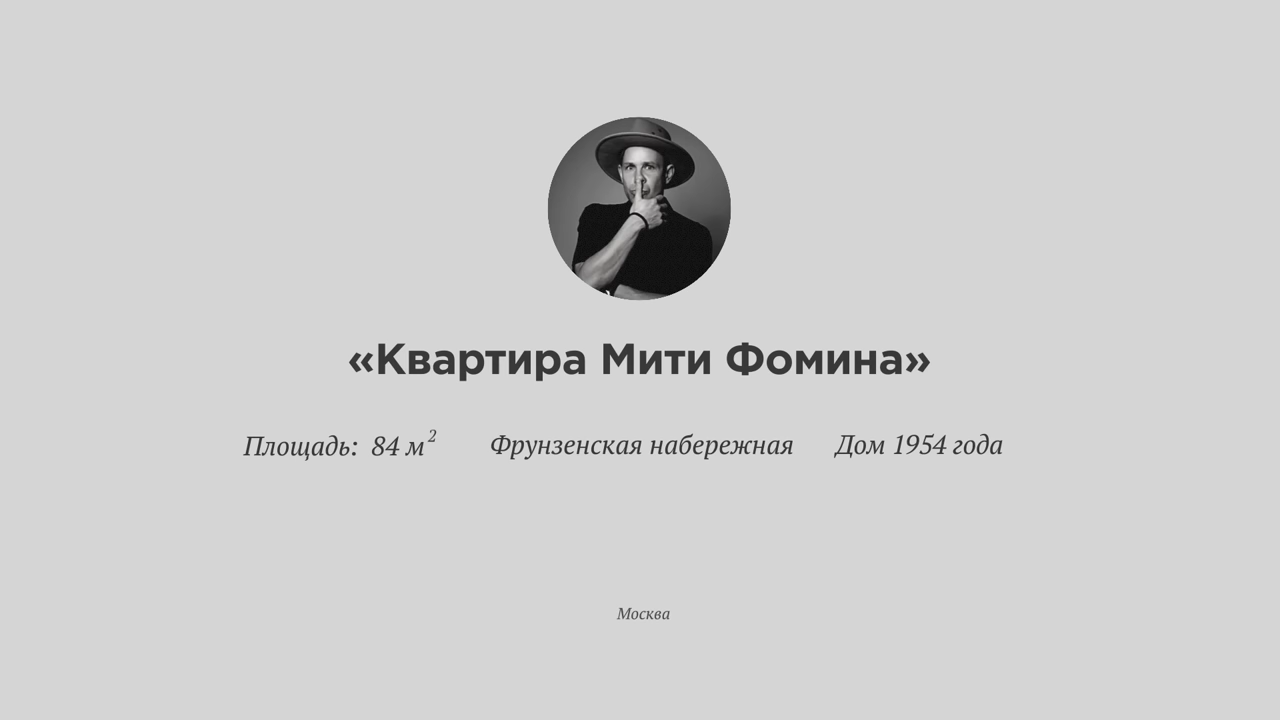 «Квартира Мити Фомина»
Площадь: 84 м² Фрунзенская набережная Дом 1954 года
Москва